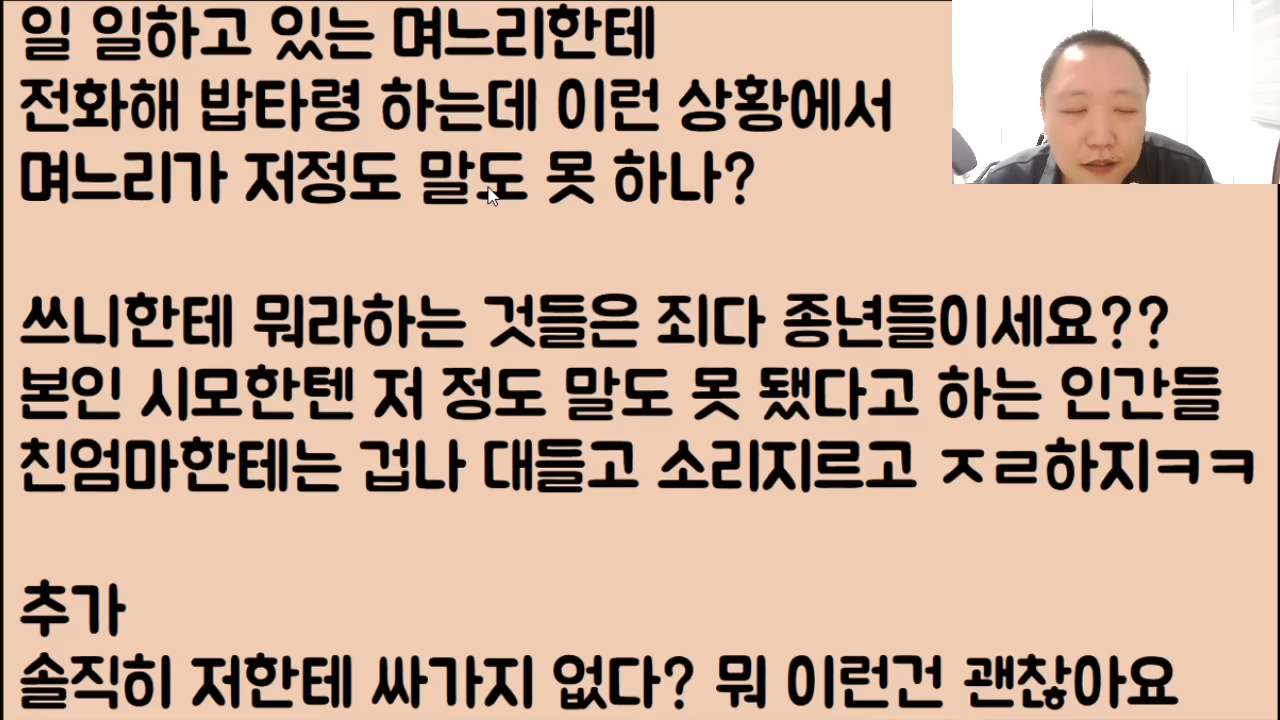 일 일하고 있는 며느리한테
전화해 밥타령 하는데 이런 상황에서
며느리가 저정도 말도 못 하나?
쓰니한테 뭐라하는 것들은 죄다 종년들이세요??
본인 시모한텐 저 정도 말도 못 됐다고 하는 인간들
친엄마한테는 겁나 대들고 소리지르고 ㅈㄹ하지ㅋㅋ
추가
솔직히 저한테 싸가지 없다? 뭐 이런건 괜찮아요